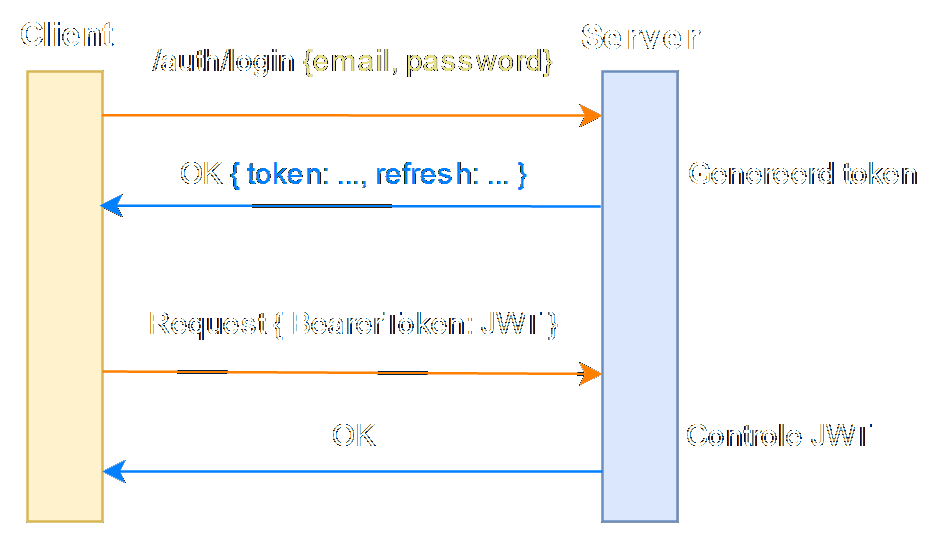 Client
Server
/auth/login {email, password}
OK { token: ..., refresh: ... }
Genereerd token
Request { BearerToken: JWT }
OK
Controle JWT